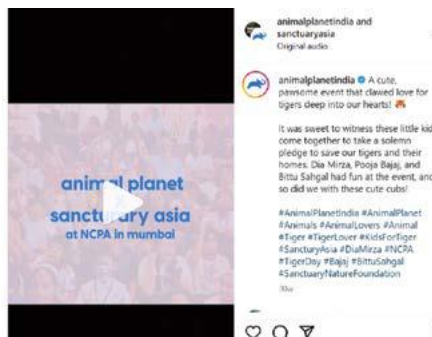 animal planet
sanctuary asia
at NCPA in mumbai
animalplanetindia and
sanctuaryasia
Original audio
animalplanetindia A cute,
pawsome event that clawed love for
tigers deep into our hearts!
It was sweet to witness these little kid
come together to take a solemn
pledge to save our tigers and their
homes. Dia Mirza, Pooja Bajaj, and
Bittu Sahgal had fun at the event, and
so did we with these cute cubs!
#AnimalPlanetIndia #AnimalPlanet
#Animals #AnimalLovers #Animal
#Tiger #TigerLover #KidsForTiger
#SancturyAsia #DiaMirza #NCPA
#TigerDay #Bajaj #BittuSahgal
#SanctuaryNatureFoundation